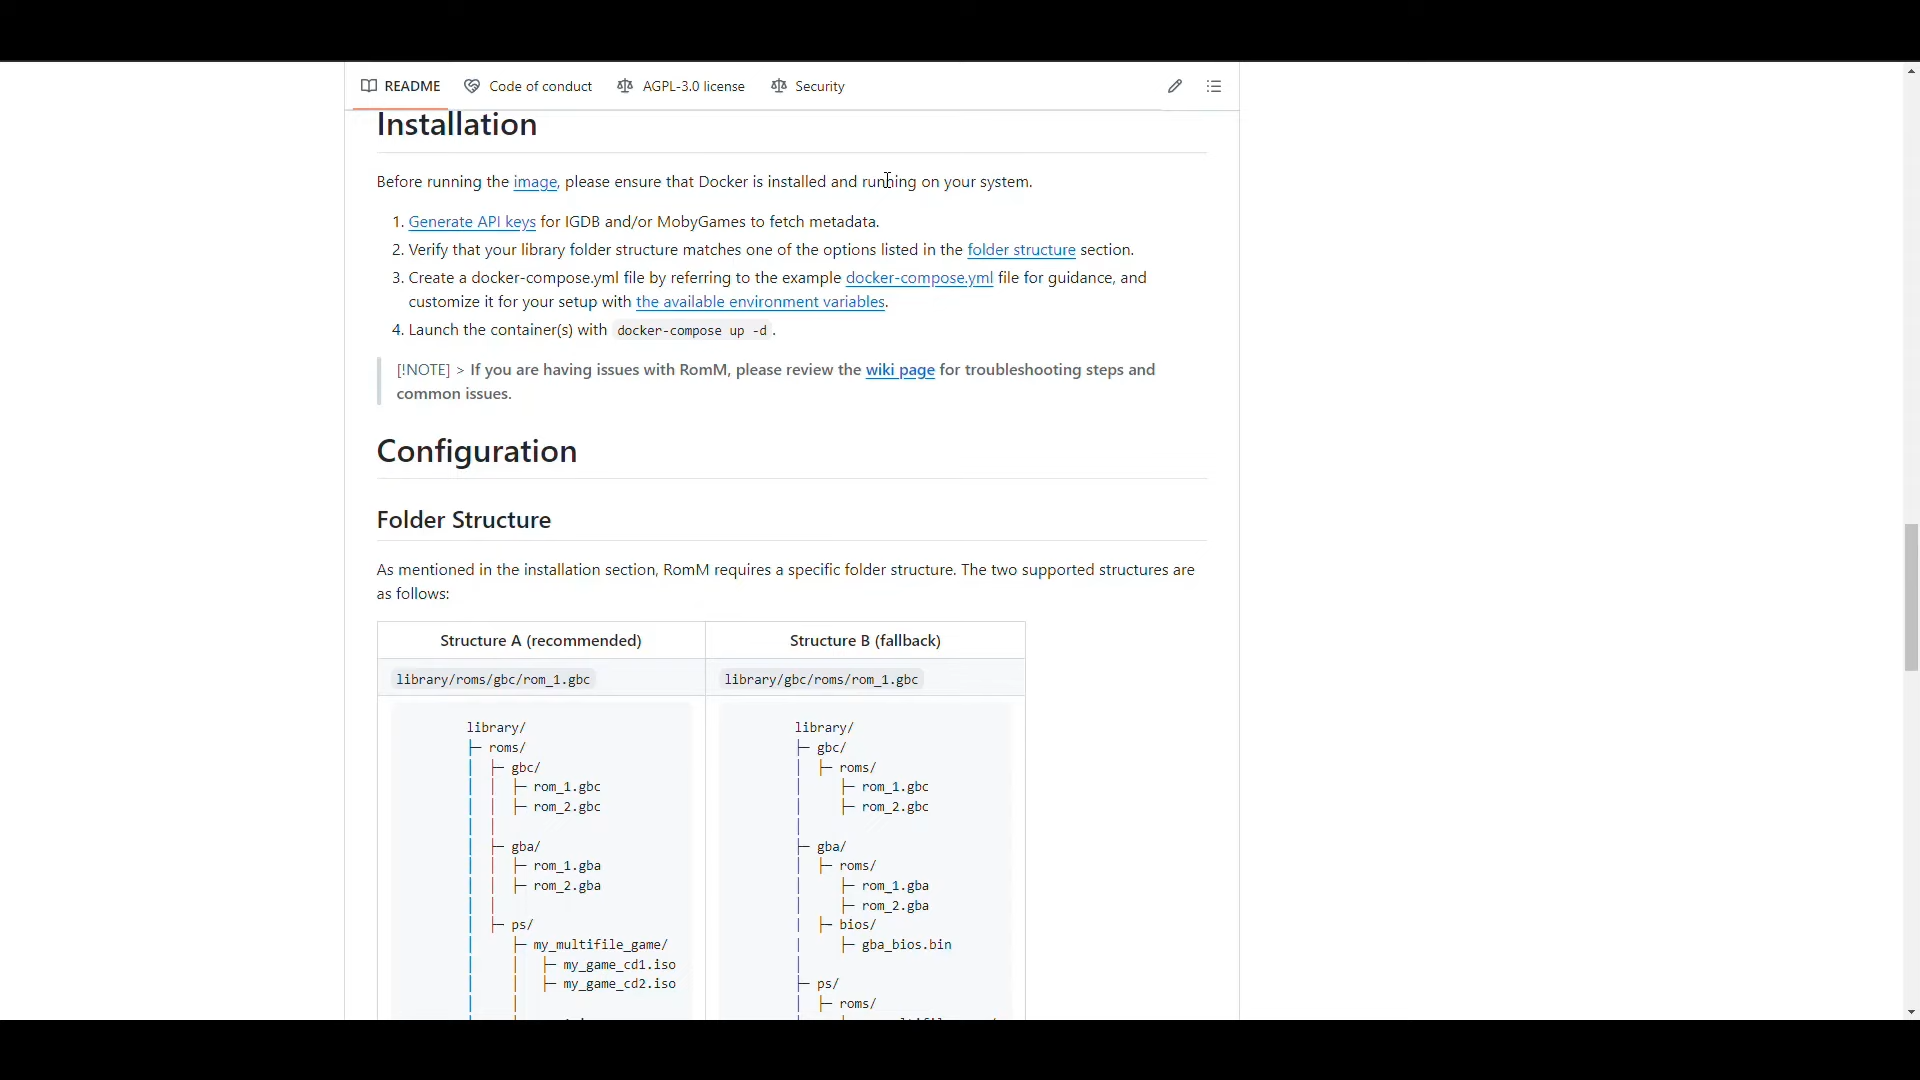 README Code of conduct AGPL-3.0 license Security
Installation
Before running the image, please ensure that Docker is installed and running on your system.
1. Generate API keys for IGDB and/or MobyGames to fetch metadata.
2. Verify that your library folder structure matches one of the options listed in the folder structure section.
3. Create a docker-compose.yml file by referring to the example docker-compose.yml file for guidance, and
customize it for your setup with the available environment variables.
4. Launch the container(s) with docker-compose up -d .
[!NOTE] > If you are having issues with RomM, please review the wiki page for troubleshooting steps and
common issues.
Configuration
Folder Structure
As mentioned in the installation section, RomM requires a specific folder structure. The two supported structures are
as follows:
Structure A (recommended) Structure B (fallback)
library/roms/gbc/rom_1.gbc library/gbc/roms/rom_1.gbc
library/
├─ roms/
│ ├─ gbc/
│ │ ├─ rom_1.gbc
│ │ ├─ rom_2.gbc
│ │
│ ├─ gba/
│ │ ├─ rom_1.gba
│ │ ├─ rom_2.gba
│ │
│ ├─ ps/
│ ├─ my_multifile_game/
│ │ ├─ my_game_cd1.iso
│ │ ├─ my_game_cd2.iso
│ │
library/
├─ gbc/
│ ├─ roms/
│ ├─ rom_1.gbc
│ ├─ rom_2.gbc
│
├─ gba/
│ ├─ roms/
│ ├─ rom_1.gba
│ ├─ rom_2.gba
│ ├─ bios/
│ ├─ gba_bios.bin
│
├─ ps/
│ ├─ roms/